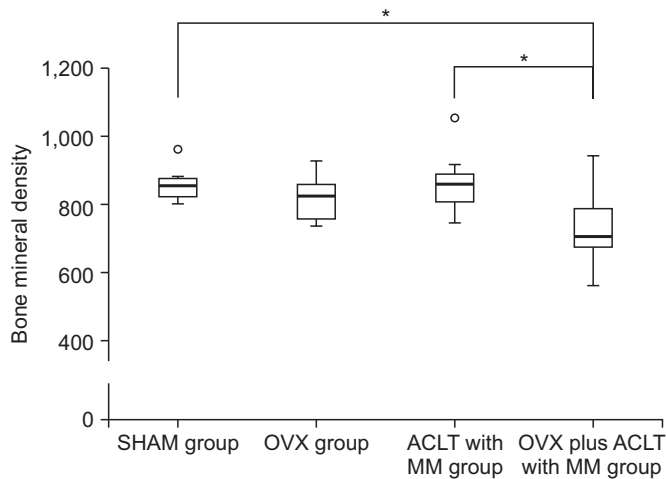 *
*
1,200
1,000
800
600
400
0
Bone mineral density
SHAM group
OVX group
ACLT with
MM group
OVX plus ACLT
with MM group